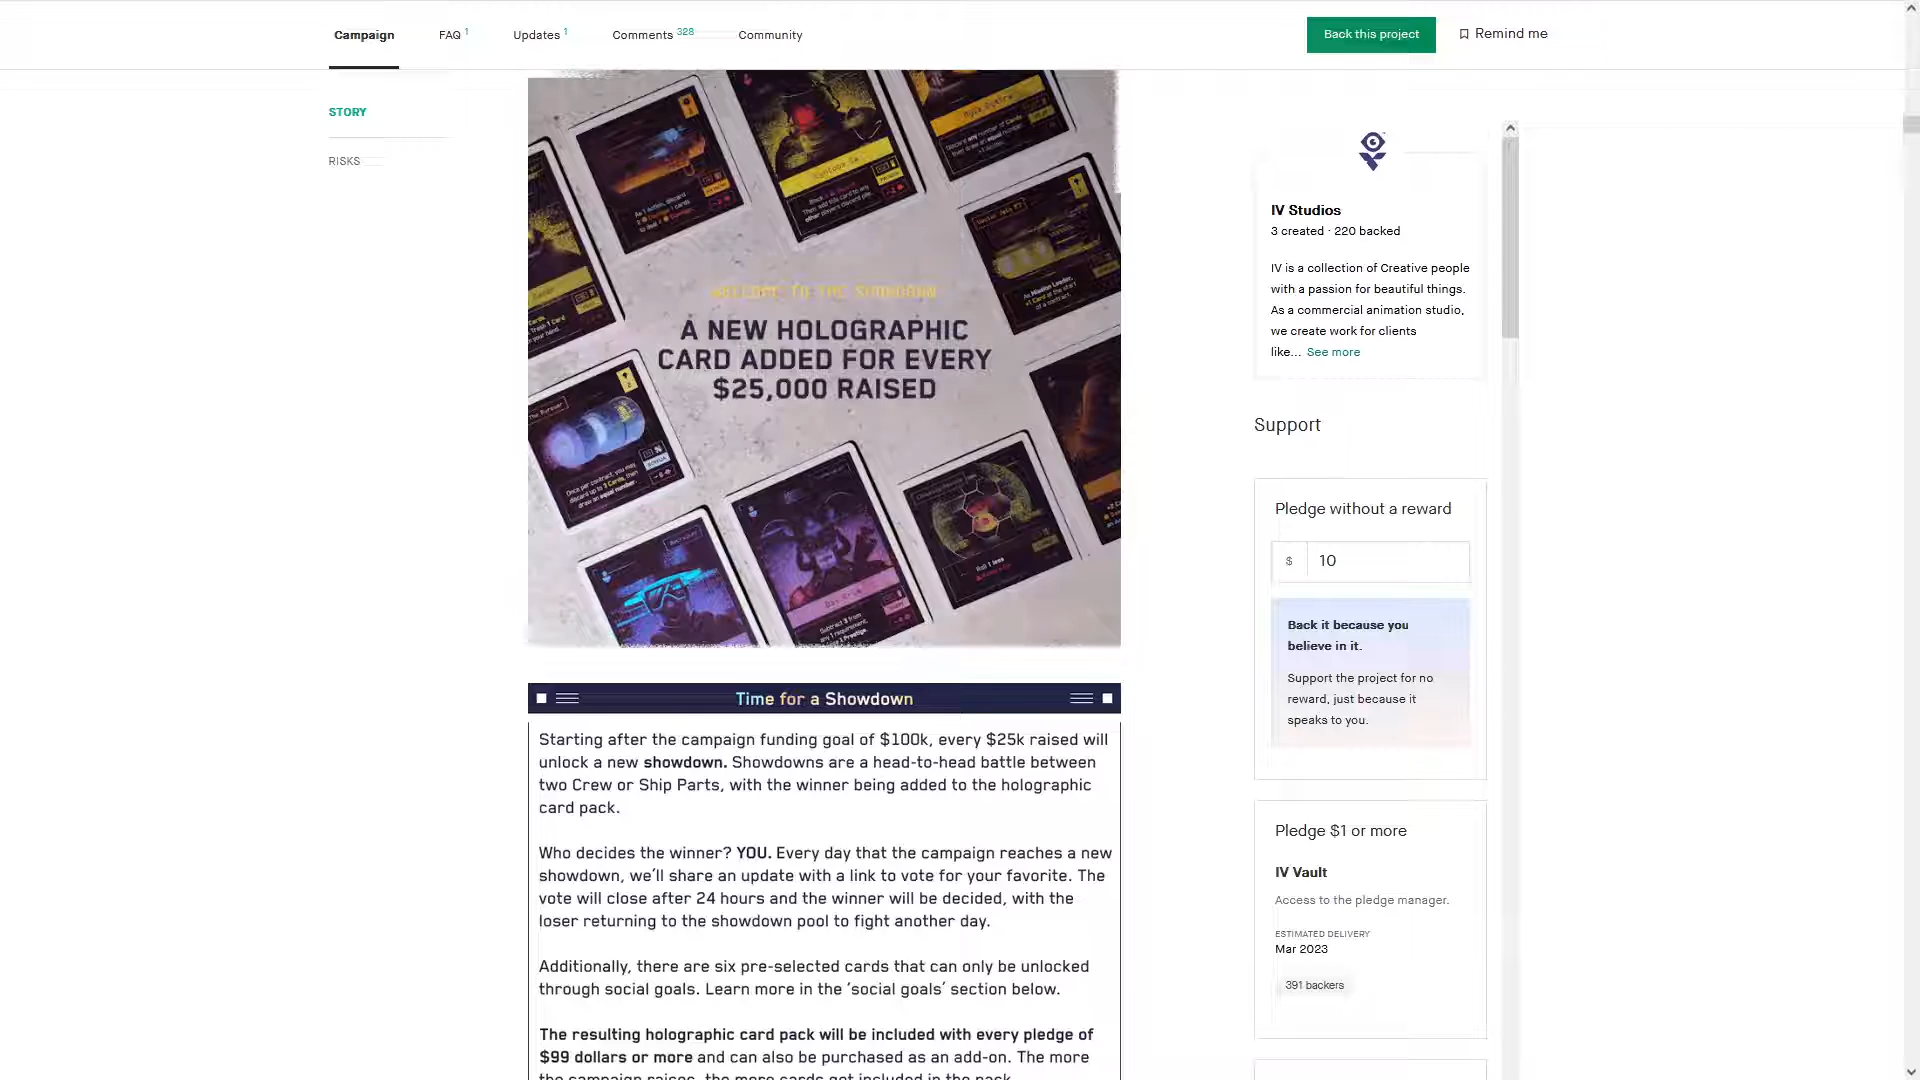 Campaign
FAQ 1
Updates 1
Comments 328
Community
Back this project
Remind me
STORY
RISKS
WELCOME TO THE SHOWDOWN
A NEW HOLOGRAPHIC
CARD ADDED FOR EVERY
$25,000 RAISED
Time for a Showdown
Starting after the campaign funding goal of $100k, every $25k raised will
unlock a new showdown. Showdowns are a head-to-head battle between
two Crew or Ship Parts, with the winner being added to the holographic
card pack.
Who decides the winner? YOU. Every day that the campaign reaches a new
showdown, we'll share an update with a link to vote for your favorite. The
vote will close after 24 hours and the winner will be decided, with the
loser returning to the showdown pool to fight another day.
Additionally, there are six pre-selected cards that can only be unlocked
through social goals. Learn more in the 'social goals' section below.
The resulting holographic card pack will be included with every pledge of
$99 dollars or more and can also be purchased as an add-on. The more
the campaign raises, the more cards get included in the pack.
IV Studios
3 created · 220 backed
IV is a collection of Creative people
with a passion for beautiful things.
As a commercial animation studio,
we create work for clients
like... See more
Support
Pledge without a reward
$ 10
Back it because you
believe in it.
Support the project for no
reward, just because it
speaks to you.
Pledge $1 or more
IV Vault
Access to the pledge manager.
ESTIMATED DELIVERY
Mar 2023
391 backers